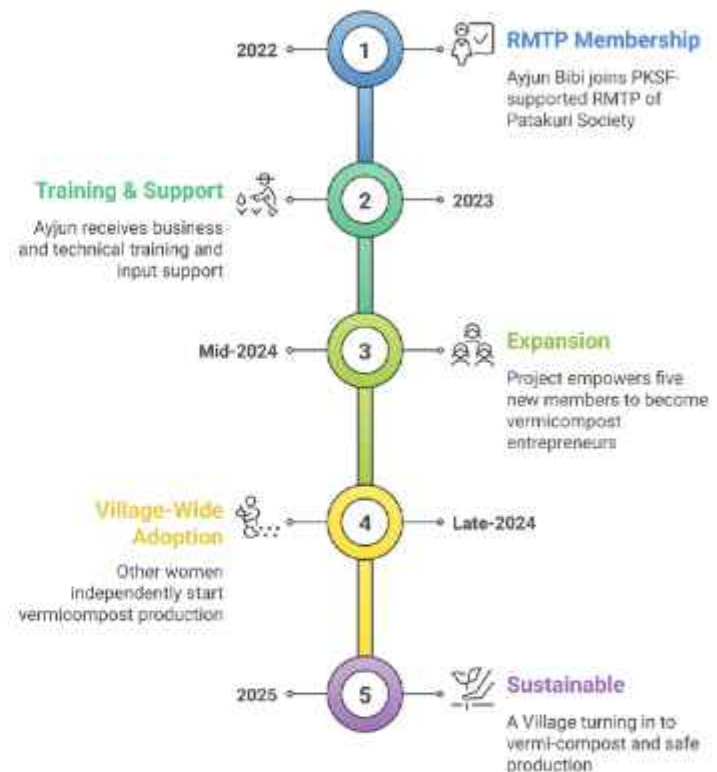 2022
1
RMTP Membership
Ayjun Bibi joins PKSF-
supported RMTP of
Patakuri Society
Training & Support
Ayjun receives business
and technical training and
input support
2
2023
Mid-2024
3
Expansion
Project empowers five
new members to become
vermicompost
entrepreneurs
Village-Wide
Adoption
Other women
independently start
vermicompost production
4
Late-2024
2025
5
Sustainable
A Village turning in to
vermi-compost and safe
production